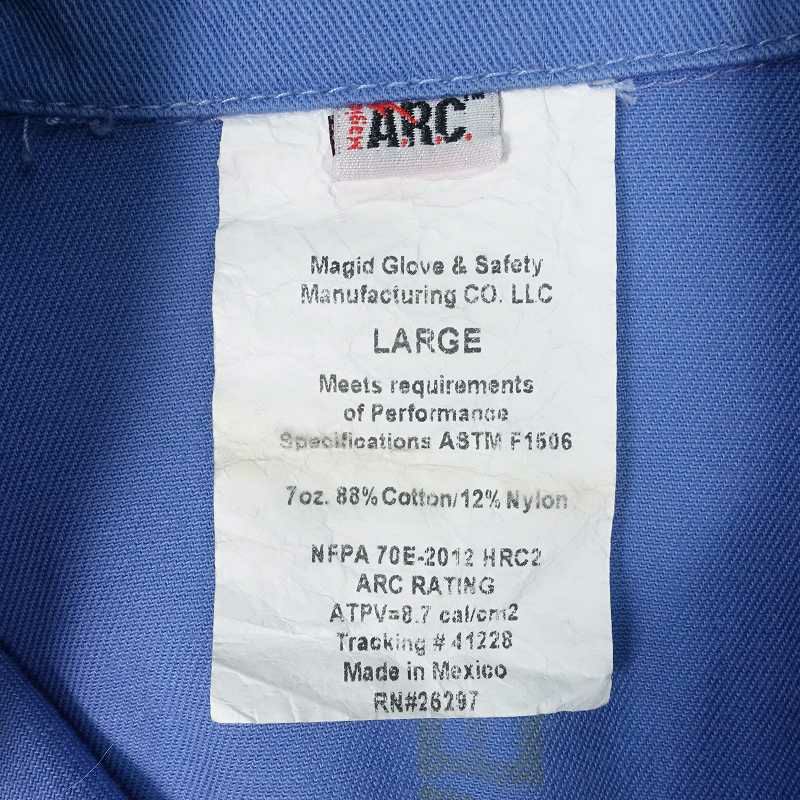 A.R.C.™
Magid Glove & Safety
Manufacturing CO. LLC
LARGE
Meets requirements
of Performance
Specifications ASTM F1506
7oz. 88% Cotton/12% Nylon
NFPA 70E-2012 HRC2
ARC RATING
ATPV=8.7 cal/cm2
Tracking # 41228
Made in Mexico
RN#26297